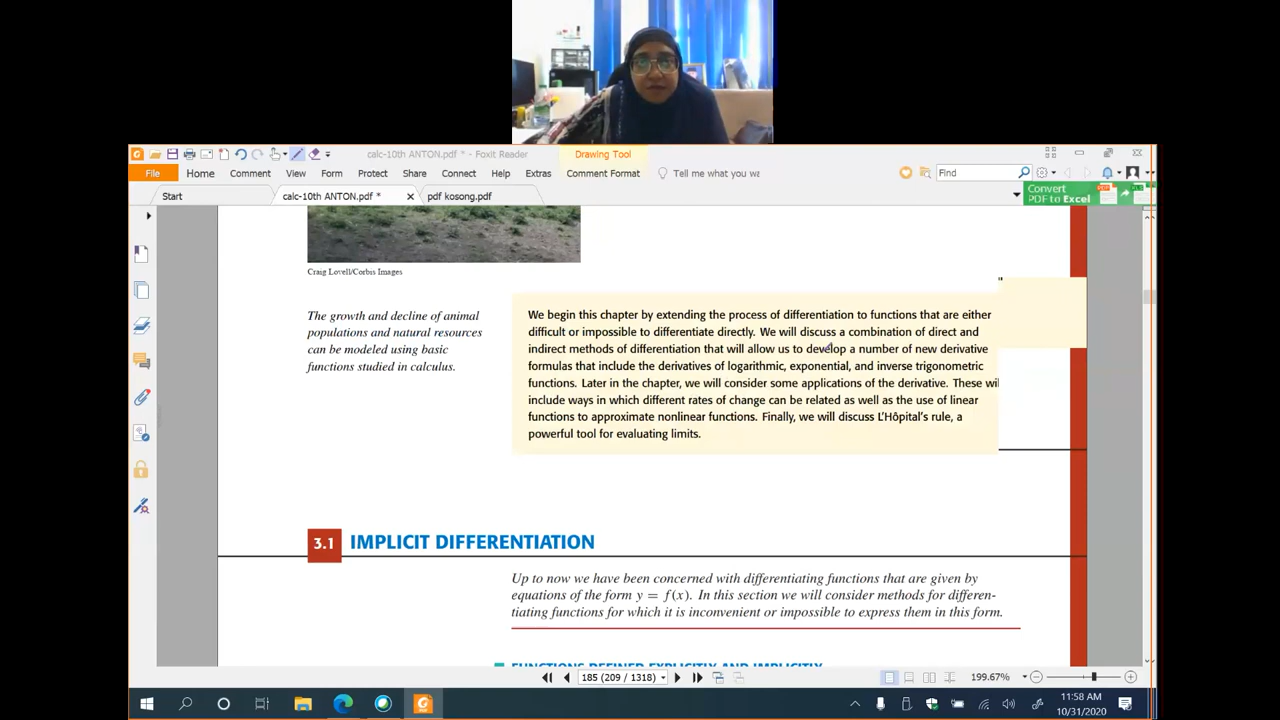 calc-10th ANTON.pdf * - Foxit Reader
Drawing Tool
File Home Comment View Form Protect Share Connect Help Extras Comment Format Tell me what you wa
Find
Start
calc-10th ANTON.pdf *
pdf kosong.pdf
Convert
PDF to Excel
Craig Lovell/Corbis Images
The growth and decline of animal
populations and natural resources
can be modeled using basic
functions studied in calculus.
We begin this chapter by extending the process of differentiation to functions that are either
difficult or impossible to differentiate directly. We will discuss a combination of direct and
indirect methods of differentiation that will allow us to develop a number of new derivative
formulas that include the derivatives of logarithmic, exponential, and inverse trigonometric
functions. Later in the chapter, we will consider some applications of the derivative. These wil
include ways in which different rates of change can be related as well as the use of linear
functions to approximate nonlinear functions. Finally, we will discuss L'Hôpital's rule, a
powerful tool for evaluating limits.
3.1 IMPLICIT DIFFERENTIATION
Up to now we have been concerned with differentiating functions that are given by
equations of the form y = f(x). In this section we will consider methods for differen-
tiating functions for which it is inconvenient or impossible to express them in this form.
FUNCTIONS DEFINED EXPLICITLY AND IMPLICITLY
185 (209 / 1318)
199.67%
11:58 AM
10/31/2020